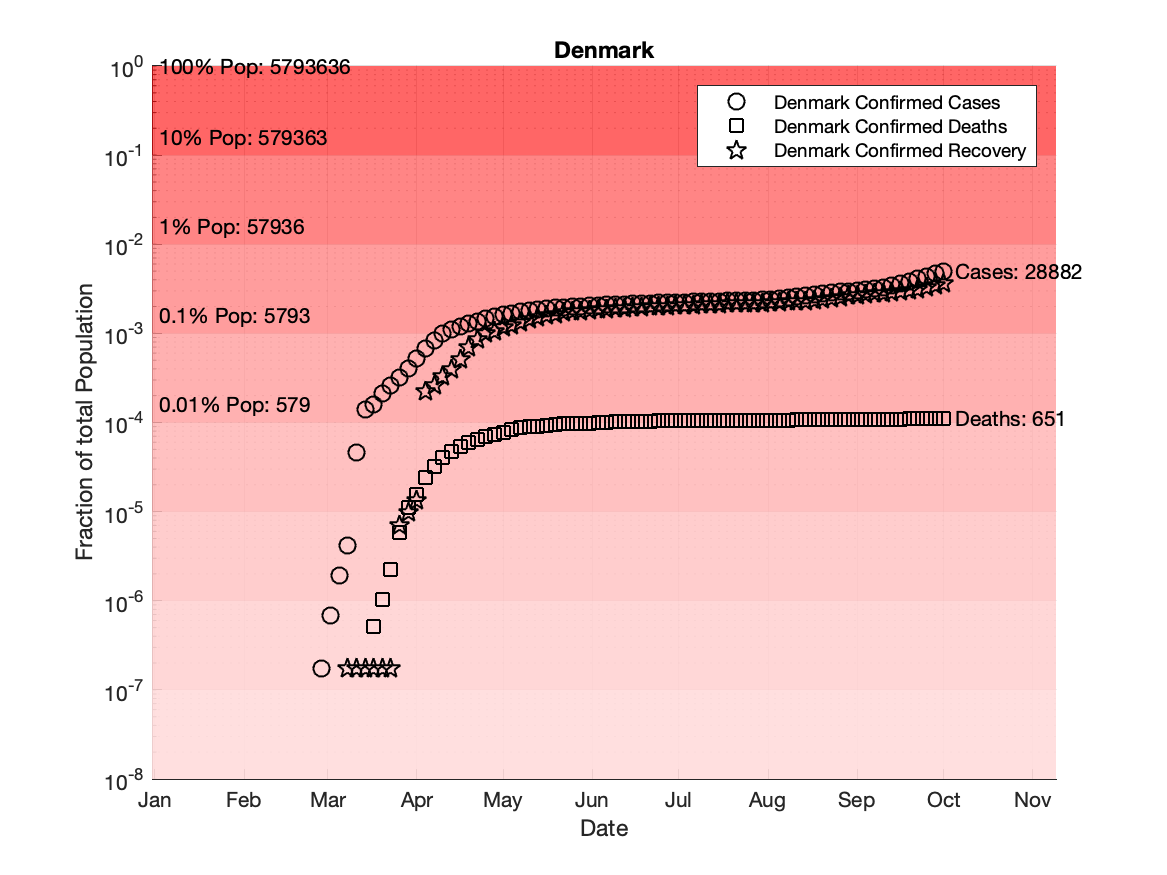 Denmark
10^0
100% Pop: 5793636
Denmark Confirmed Cases
Denmark Confirmed Deaths
Denmark Confirmed Recovery
10% Pop: 579363
10^-1
1% Pop: 57936
10^-2
Cases: 28882
0.1% Pop: 5793
10^-3
0.01% Pop: 579
10^-4
Deaths: 651
10^-5
10^-6
10^-7
10^-8
Fraction of total Population
Jan Feb Mar Apr May Jun Jul Aug Sep Oct Nov
Date